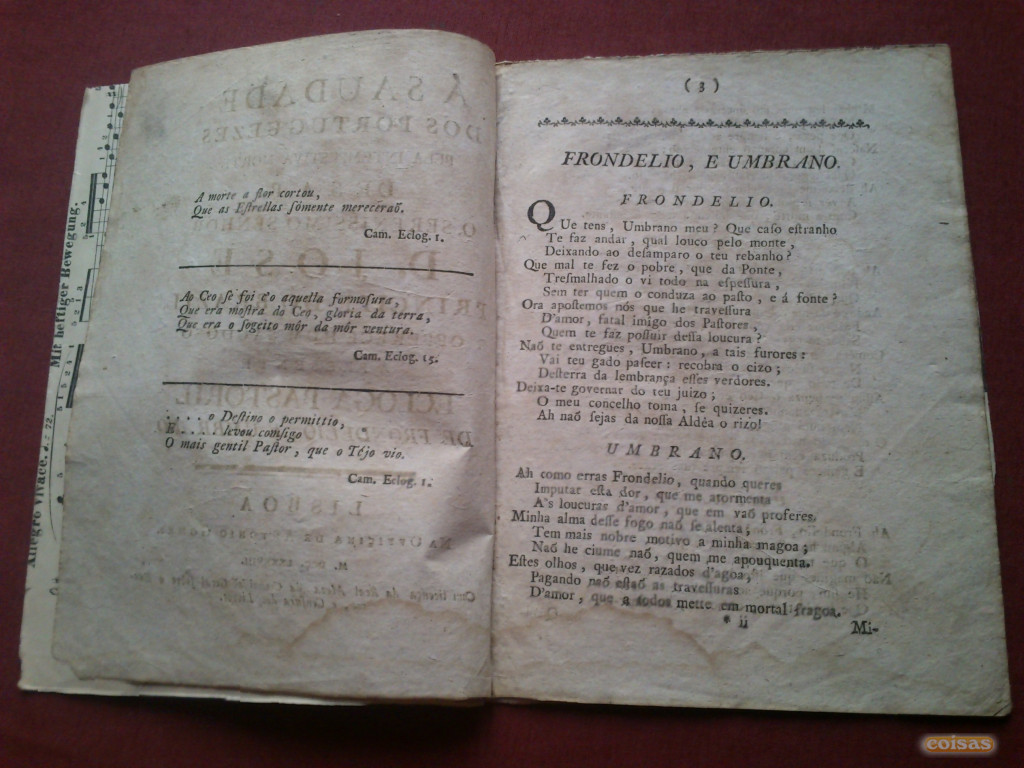 A morte a flor cortou,
Que as Eſtrellas ſómente merecéraõ.
Cam. Eclog. 1.
Ao Ceo ſe foi c'o aquella formoſura,
Que era moſtra do Ceo, gloria da terra,
Que era o ſogeito mór da mór ventura.
Cam. Eclog. 15.
. . . . o Deſtino o permittio,
E . . . . levou comſigo
O mais gentil Paſtor, que o Téjo vio.
Cam. Eclog. 1.
Allegro vivace.
Mit heftiger Bewegung.
( 3 )
FRONDELIO, E UMBRANO.
FRONDELIO.
QUe tens, Umbrano meu? Que caſo eſtranho
Te faz andar, qual louco pelo monte,
Deixando ao deſamparo o teu rebanho?
Que mal te fez o pobre, que da Ponte,
Treſmalhado o vi todo na eſpeſſura,
Sem ter quem o conduza ao paſto, e á fonte?
Ora apoſtemos nós que he traveſſura
D'amor, fatal imigo dos Paſtores,
Quem te faz poſſuir deſſa loucura?
Naõ te entregues, Umbrano, a tais furores:
Vai teu gado paſcer: recobra o cizo;
Deſterra da lembrança eſſes verdores.
Deixa-te governar do teu juizo;
O meu concelho toma, ſe quizeres.
Ah naõ ſejas da noſſa Aldêa o rizo!
UMBRANO.
Ah como erras Frondelio, quando queres
Imputar eſta dor, que me atormenta
A's loucuras d'amor, que em vaõ proferes.
Minha alma deſſe fogo naõ ſe alenta;
Tem mais nobre motivo a minha magoa;
Naõ he ciume naõ, quem me apouquenta.
Eſtes olhos, que vez razados d'agoa,
Pagando naõ eſtaõ as traveſſuras
D'amor, que a todos mette em mortal fragoa.
* ii
Mi-
coisas